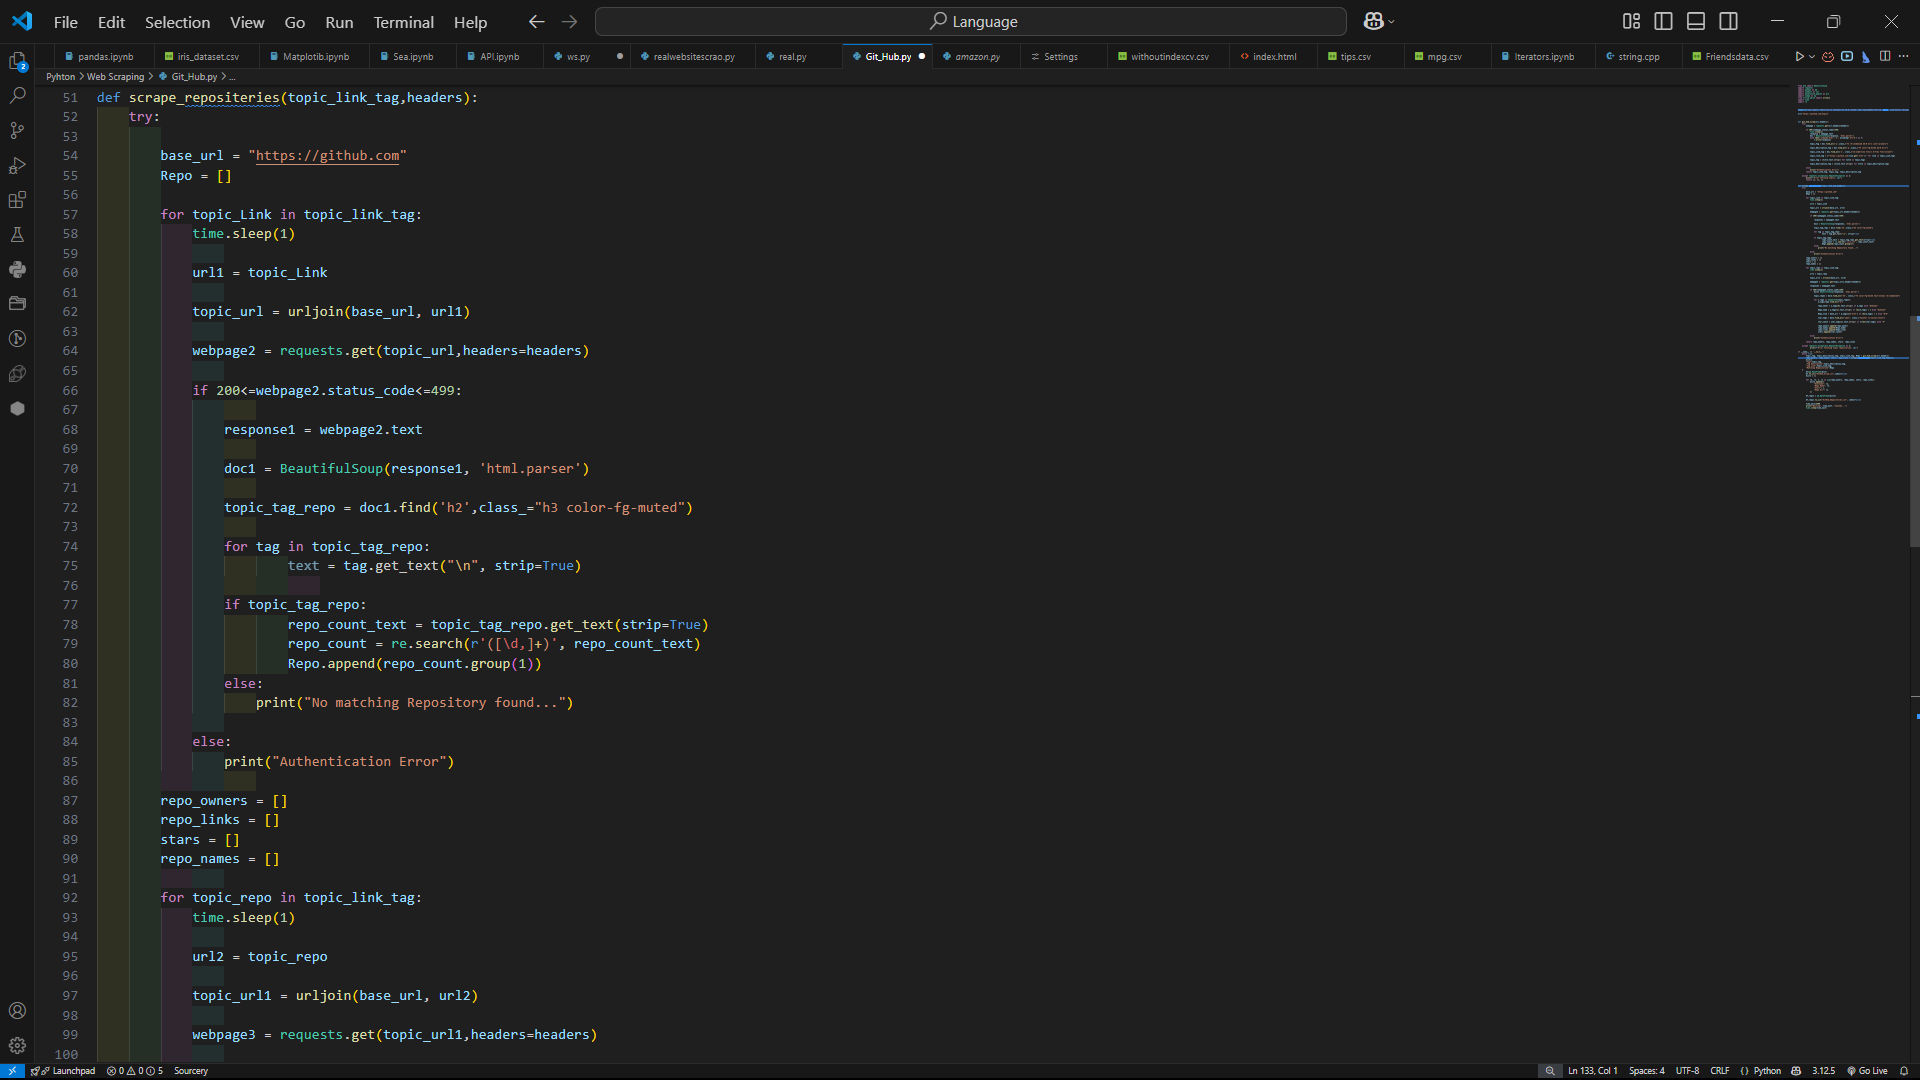 File Edit Selection View Go Run Terminal Help Language
pandas.ipynb iris_dataset.csv Matplotib.ipynb Sea.ipynb API.ipynb ws.py realwebsitescrao.py real.py Git_Hub.py amazon.py Settings withoutindexcv.csv index.html tips.csv mpg.csv Iterators.ipynb string.cpp Friendsdata.csv
Pyhton > Web Scraping > Git_Hub.py > ...
51 def scrape_repositeries(topic_link_tag,headers):
52 try:
53
54 base_url = "https://github.com"
55 Repo = []
56
57 for topic_Link in topic_link_tag:
58 time.sleep(1)
59
60 url1 = topic_Link
61
62 topic_url = urljoin(base_url, url1)
63
64 webpage2 = requests.get(topic_url,headers=headers)
65
66 if 200<=webpage2.status_code<=499:
67
68 response1 = webpage2.text
69
70 doc1 = BeautifulSoup(response1, 'html.parser')
71
72 topic_tag_repo = doc1.find('h2',class_="h3 color-fg-muted")
73
74 for tag in topic_tag_repo:
75 text = tag.get_text("\n", strip=True)
76
77 if topic_tag_repo:
78 repo_count_text = topic_tag_repo.get_text(strip=True)
79 repo_count = re.search(r'([\d,]+)', repo_count_text)
80 Repo.append(repo_count.group(1))
81 else:
82 print("No matching Repository found...")
83
84 else:
85 print("Authentication Error")
86
87 repo_owners = []
88 repo_links = []
89 stars = []
90 repo_names = []
91
92 for topic_repo in topic_link_tag:
93 time.sleep(1)
94
95 url2 = topic_repo
96
97 topic_url1 = urljoin(base_url, url2)
98
99 webpage3 = requests.get(topic_url1,headers=headers)
100
2
Launchpad 0 0 5 Sourcery Ln 133, Col 1 Spaces: 4 UTF-8 CRLF {} Python 3.12.5 Go Live